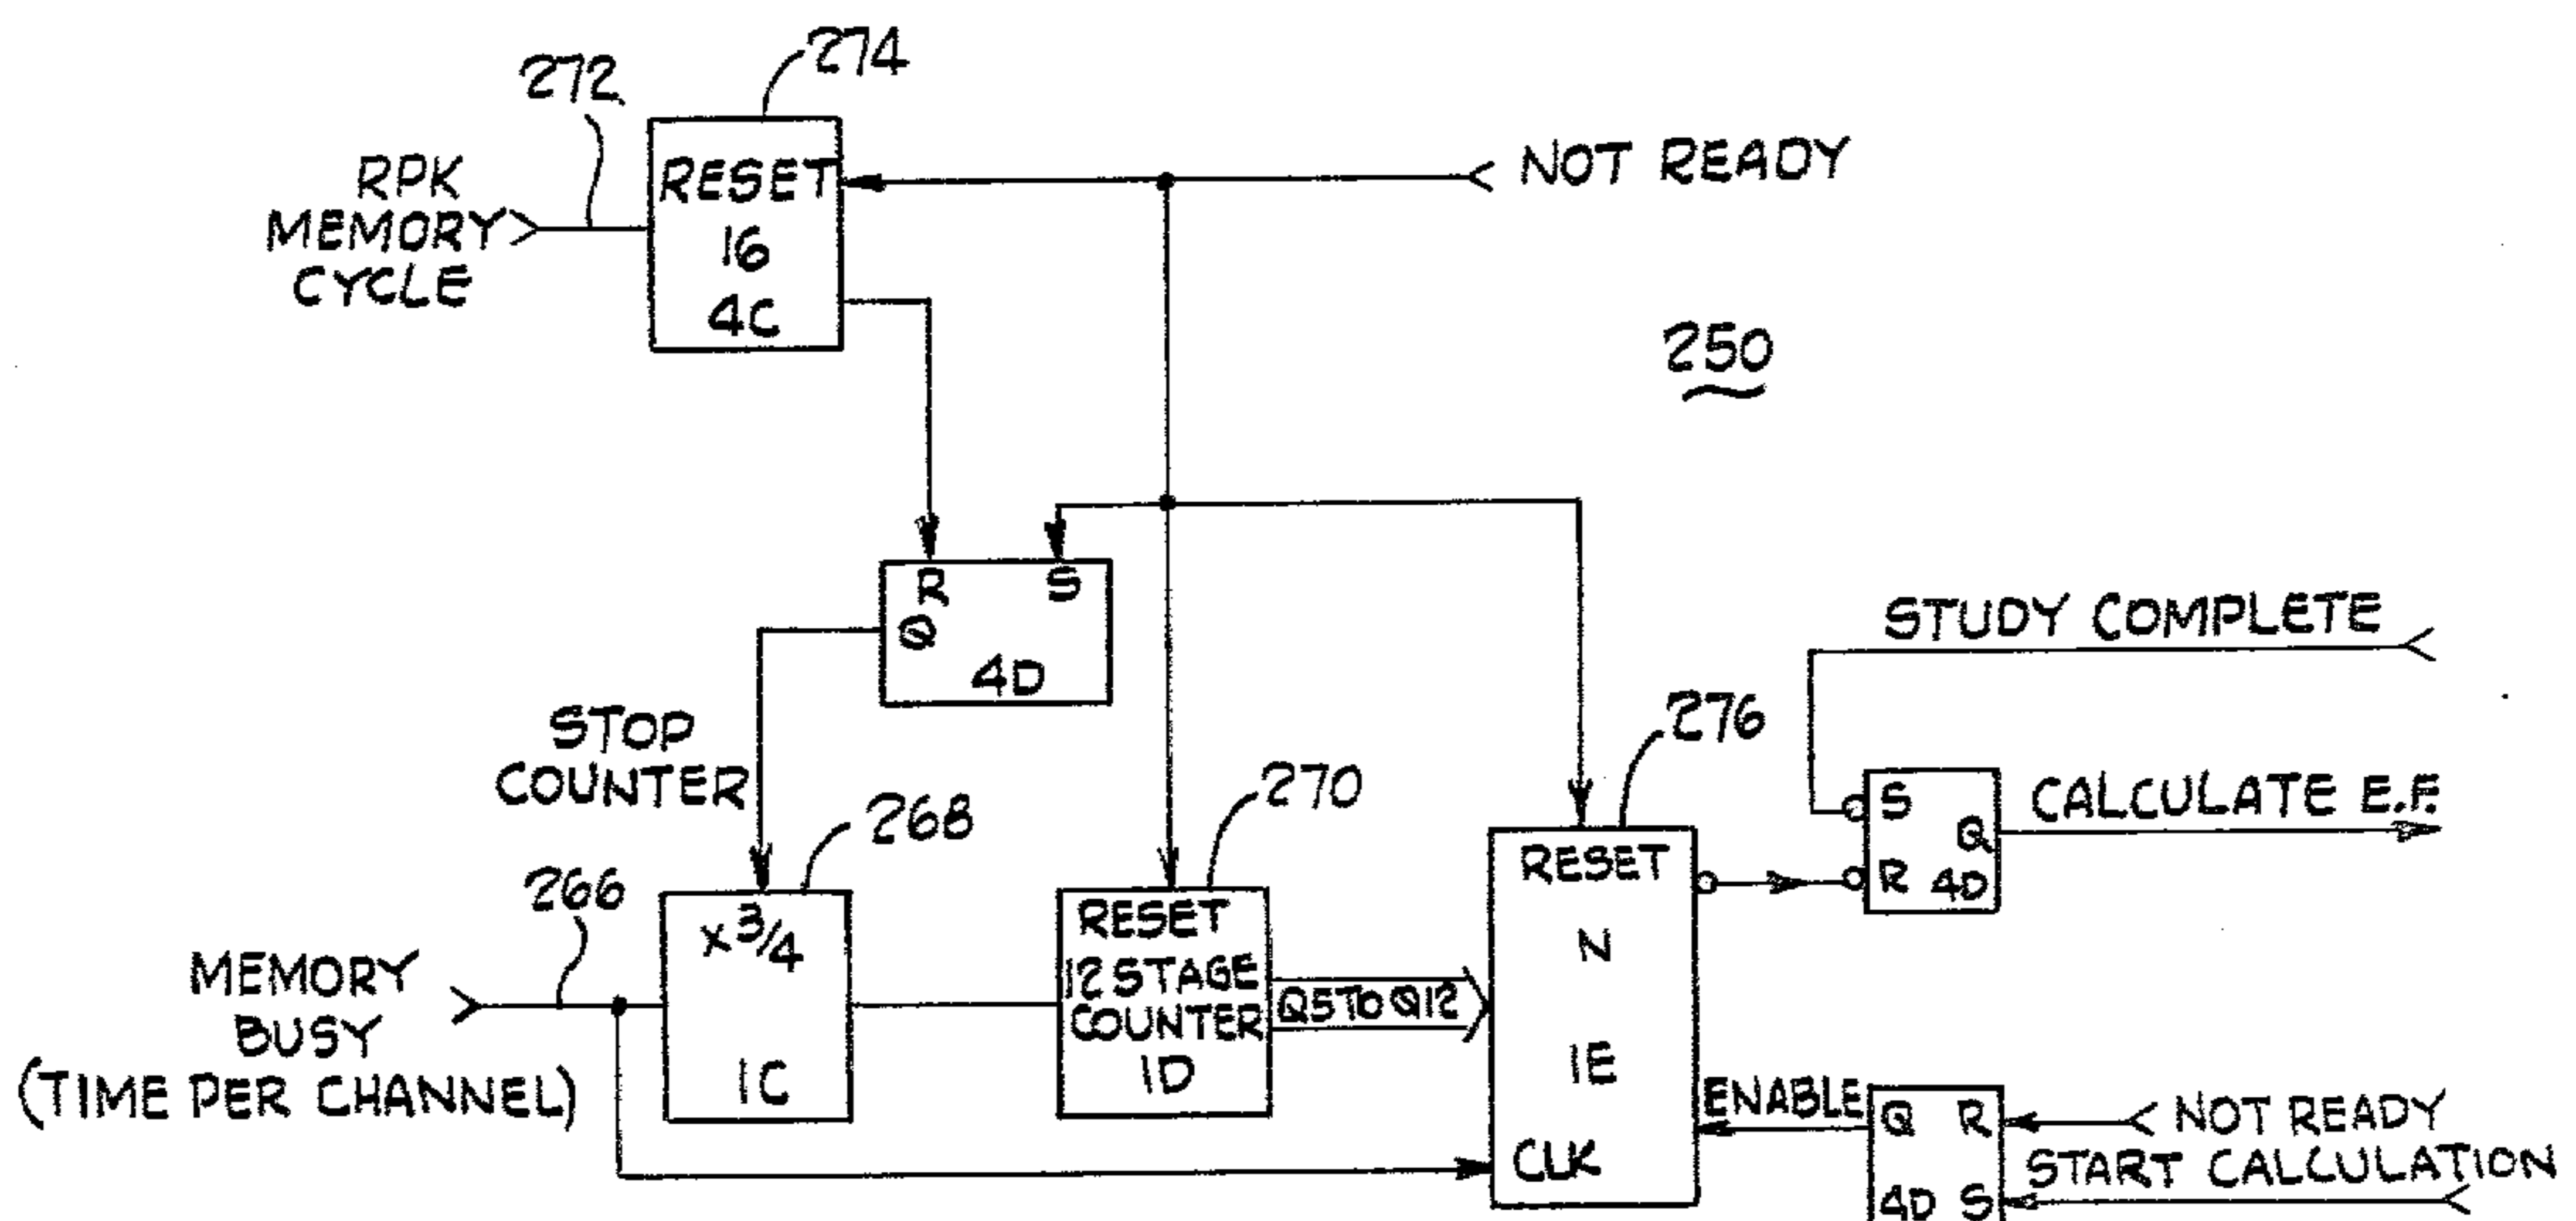 274
272
RPK
MEMORY
CYCLE
RESET
16
4C
NOT READY
250
R S
Q
4D
STOP
COUNTER
STUDY COMPLETE
276
S
Q
R 4D
CALCULATE E.F.
270
268
266
MEMORY
BUSY
(TIME PER CHANNEL)
x 3/4
1C
RESET
12 STAGE
COUNTER
1D
Q5 TO Q12
RESET
N
1E
CLK
ENABLE
Q R
4D S
NOT READY
START CALCULATION